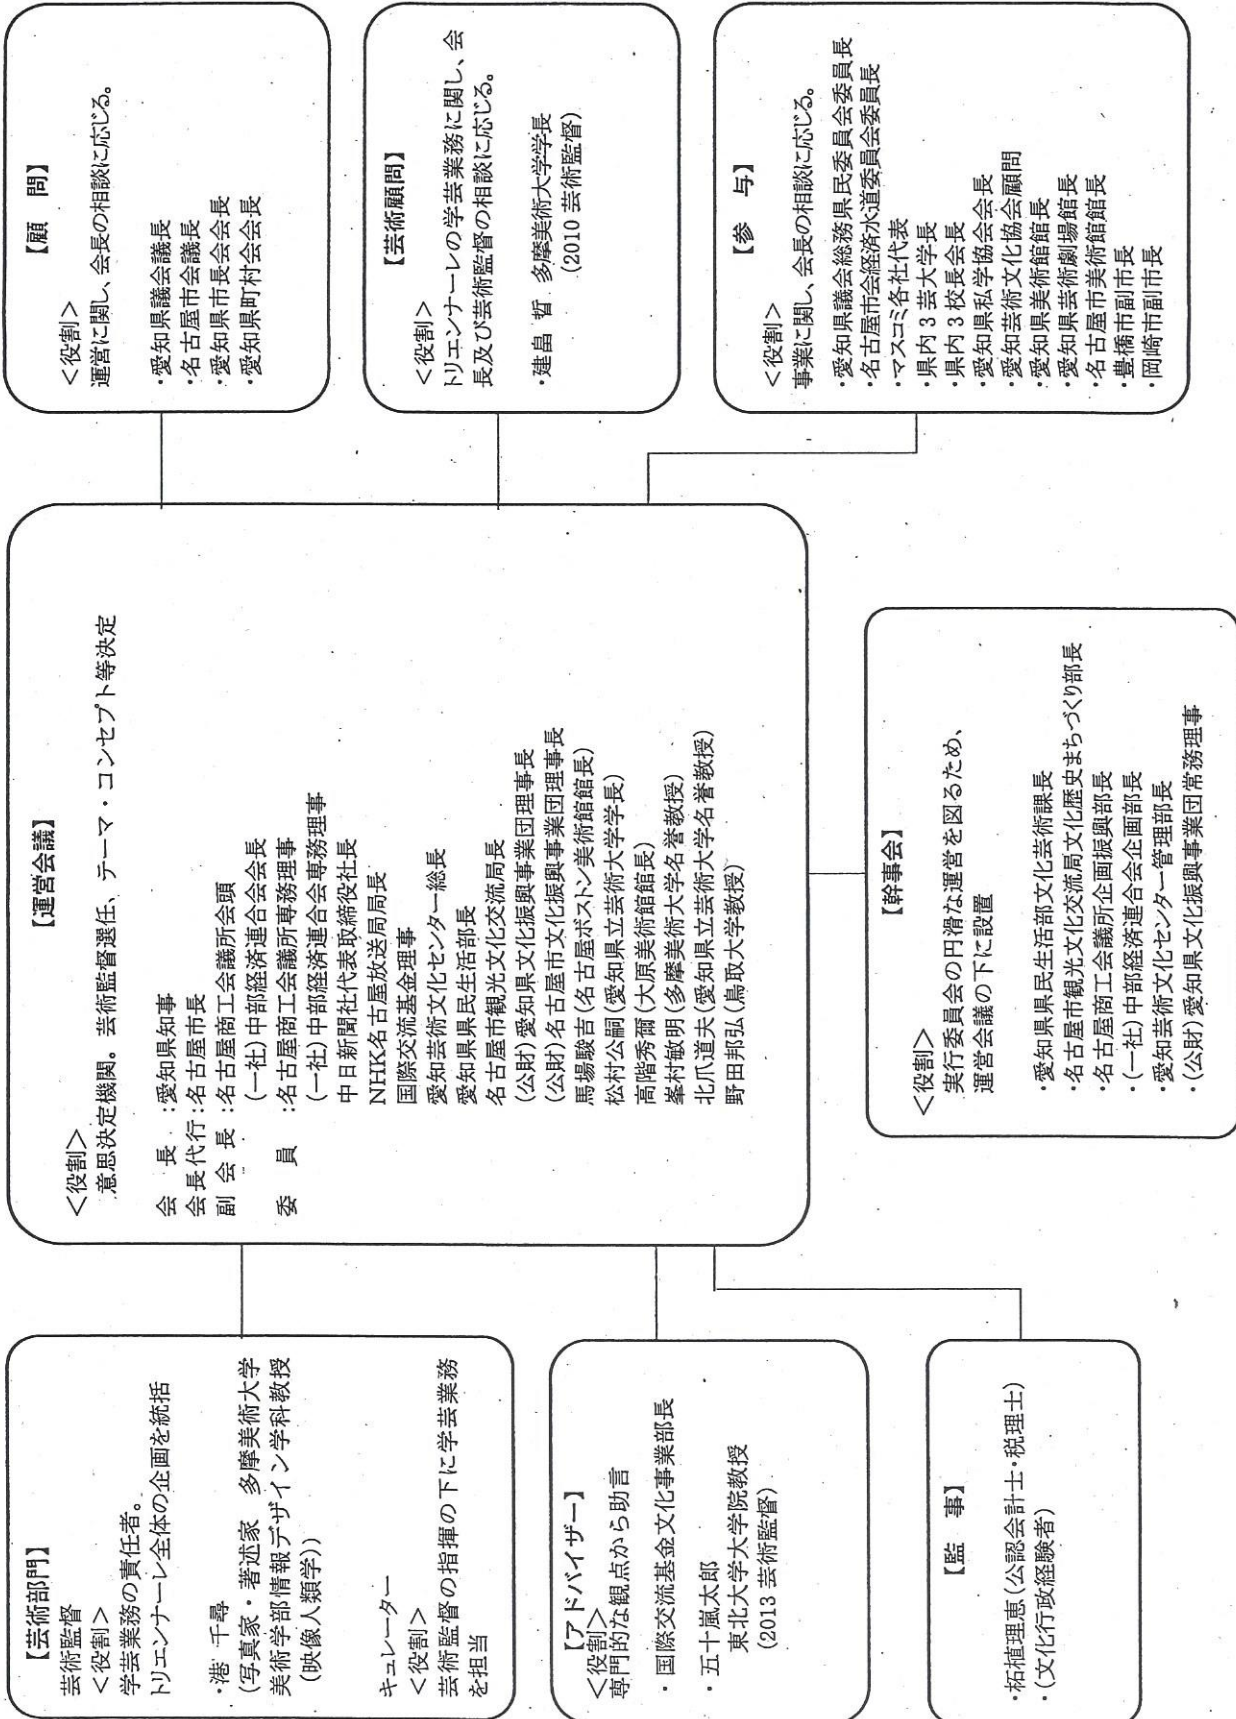 【芸術部門】
芸術監督
＜役割＞
学芸業務の責任者。
トリエンナーレ全体の企画を統括
・港 千尋
(写真家・著述家 多摩美術大学
美術学部情報デザイン学科教授
(映像人類学))
キュレーター
＜役割＞
芸術監督の指揮の下に学芸業務
を担当
【アドバイザー】
＜役割＞
専門的な観点から助言
・国際交流基金文化事業部長
・五十嵐太郎
東北大学大学院教授
(2013 芸術監督)
【監 事】
・柘植理恵(公認会計士・税理士)
・(文化行政経験者)
【運営会議】
＜役割＞
意思決定機関。芸術監督選任、テーマ・コンセプト等決定
会 長 :愛知県知事
会長代行:名古屋市長
副 会 長 :名古屋商工会議所会頭
(一社)中部経済連合会会長
委 員 :名古屋商工会議所専務理事
(一社)中部経済連合会専務理事
中日新聞社代表取締役社長
NHK名古屋放送局局長
国際交流基金理事
愛知芸術文化センター総長
愛知県県民生活部長
名古屋市観光文化交流局長
(公財)愛知県文化振興事業団理事長
(公財)名古屋市文化振興事業団理事長
馬場駿吉(名古屋ボストン美術館館長)
松村公嗣(愛知県立芸術大学学長)
高階秀爾(大原美術館館長)
峯村敏明(多摩美術大学名誉教授)
北爪道夫(愛知県立芸術大学名誉教授)
野田邦弘(鳥取大学教授)
【幹事会】
＜役割＞
実行委員会の円滑な運営を図るため、
運営会議の下に設置
・愛知県県民生活部文化芸術課長
・名古屋市観光文化交流局文化歴史まちづくり部長
・名古屋商工会議所企画振興部長
・(一社)中部経済連合会企画部長
・愛知芸術文化センター管理部長
・(公財)愛知県文化振興事業団常務理事
【顧 問】
＜役割＞
運営に関し、会長の相談に応じる。
・愛知県議会議長
・名古屋市会議長
・愛知県市長会会長
・愛知県町村会会長
【芸術顧問】
＜役割＞
トリエンナーレの学芸業務に関し、会
長及び芸術監督の相談に応じる。
・建畠 晢 多摩美術大学学長
(2010 芸術監督)
【参 与】
＜役割＞
事業に関し、会長の相談に応じる。
・愛知県議会総務県民委員会委員長
・名古屋市会経済水道委員会委員長
・マスコミ各社代表
・県内３芸大学長
・県内３校長会会長
・愛知県私学協会会長
・愛知芸術文化協会顧問
・愛知県美術館館長
・愛知県芸術劇場館長
・名古屋市美術館館長
・豊橋市副市長
・岡崎市副市長